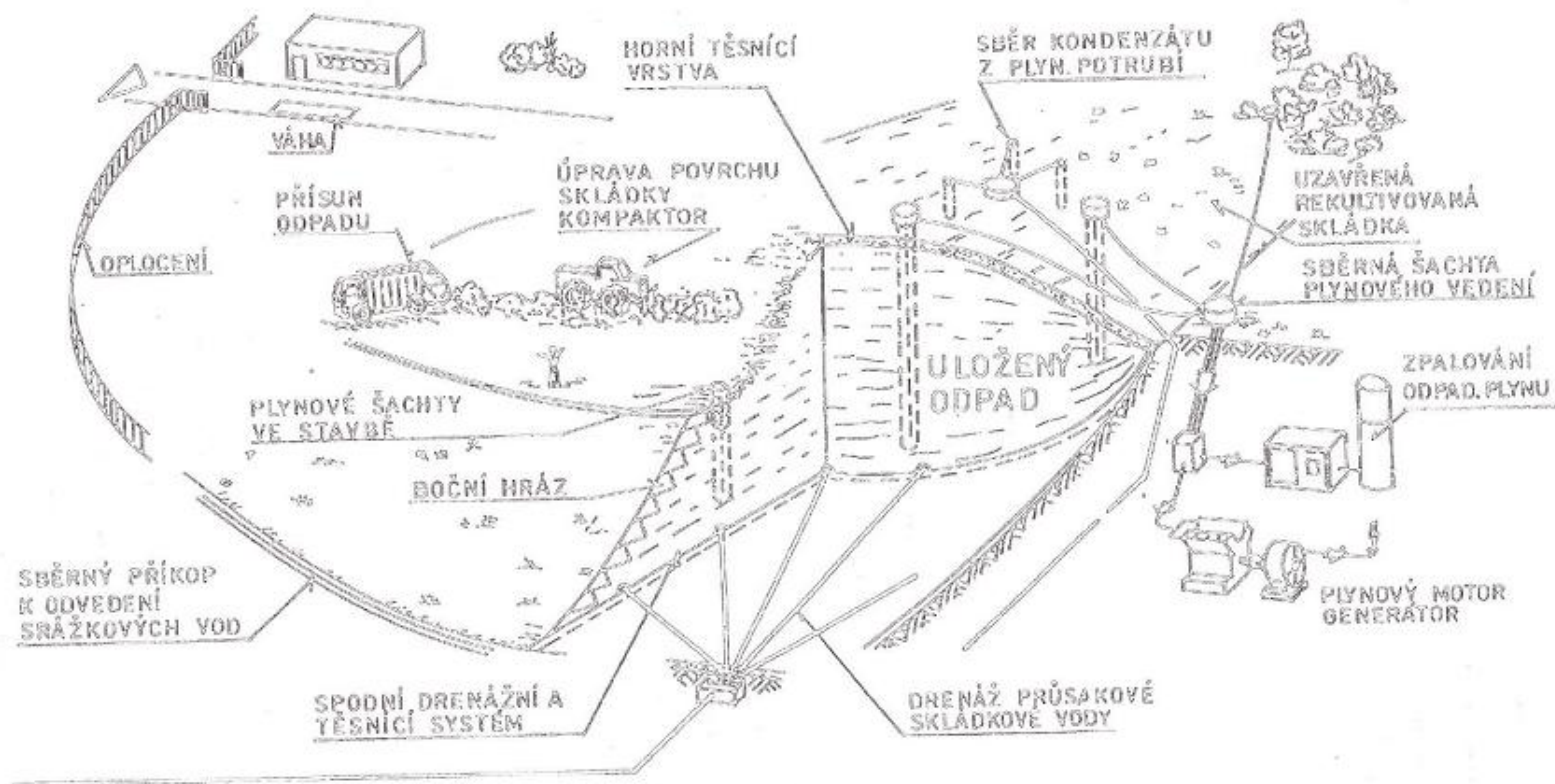 HORNÍ TĚSNÍCÍ
VRSTVA
SBĚR KONDENZÁTU
Z PLYN. POTRUBÍ
VÁHA
PŘÍSUN
ODPADU
ÚPRAVA POVRCHU
SKLÁDKY
KOMPAKTOR
UZAVŘENÁ
REKULTIVOVANÁ
SKLÁDKA
OPLOCENÍ
SBĚRNÁ ŠACHTA
PLYNOVÉHO VEDENÍ
ULOŽENÝ
ODPAD
ZPALOVÁNÍ
ODPAD. PLYNU
PLYNOVÉ ŠACHTY
VE STAVBĚ
BOČNÍ HRÁZ
SBĚRNÝ PŘÍKOP
K ODVEDENÍ
SRÁŽKOVÝCH VOD
PLYNOVÝ MOTOR
GENERÁTOR
SPODNÍ DRENÁŽNÍ A
TĚSNÍCÍ SYSTÉM
DRENÁŽ PRŮSAKOVÉ
SKLÁDKOVÉ VODY